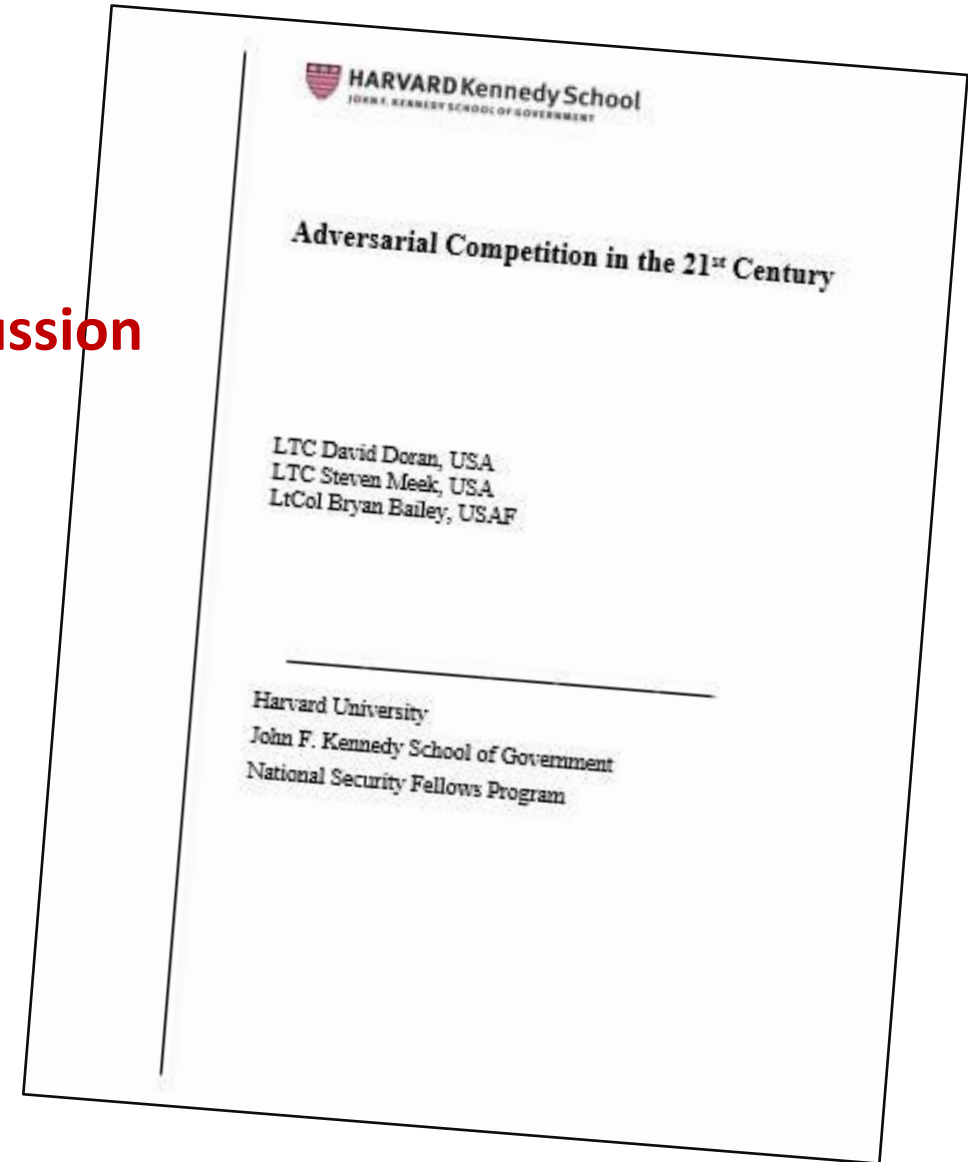 HARVARD Kennedy School
JOHN F. KENNEDY SCHOOL OF GOVERNMENT
Adversarial Competition in the 21st Century
ussion
LTC David Doran, USA
LTC Steven Meek, USA
LtCol Bryan Bailey, USAF
Harvard University
John F. Kennedy School of Government
National Security Fellows Program